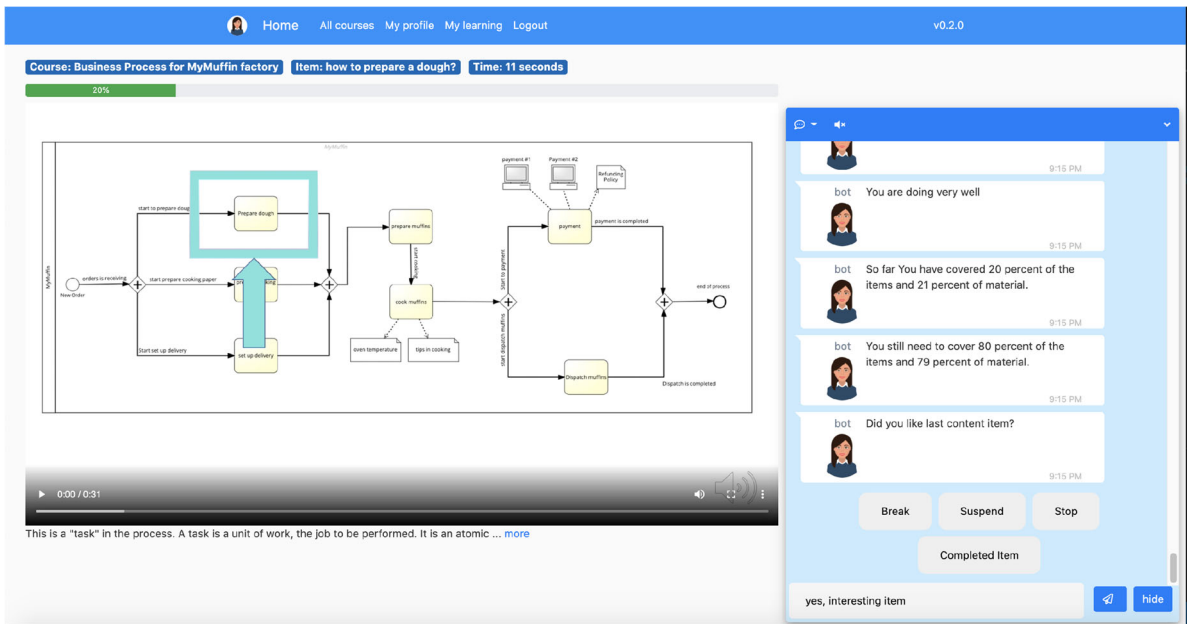 Home All courses My profile My learning Logout v0.2.0
Course: Business Process for MyMuffin factory Item: how to prepare a dough? Time: 11 seconds
20%
MyMuffin
MyMuffin
New Order
orders is receiving
start to prepare doug
Prepare dough
start prepare cooking paper
Start set up delivery
set up delivery
prepare muffins
start cooking
cook muffins
oven temperature
tips in cooking
start to payment
start dispatch muffins
payment #1
Payment #2
Refunding
Policy
payment
payment is completed
Dispatch muffins
Dispatch is completed
end of process
0:00 / 0:31
This is a "task" in the process. A task is a unit of work, the job to be performed. It is an atomic ... more
9:15 PM
bot You are doing very well
9:15 PM
bot So far You have covered 20 percent of the
items and 21 percent of material.
9:15 PM
bot You still need to cover 80 percent of the
items and 79 percent of material.
9:15 PM
bot Did you like last content item?
9:15 PM
Break Suspend Stop
Completed Item
yes, interesting item
hide